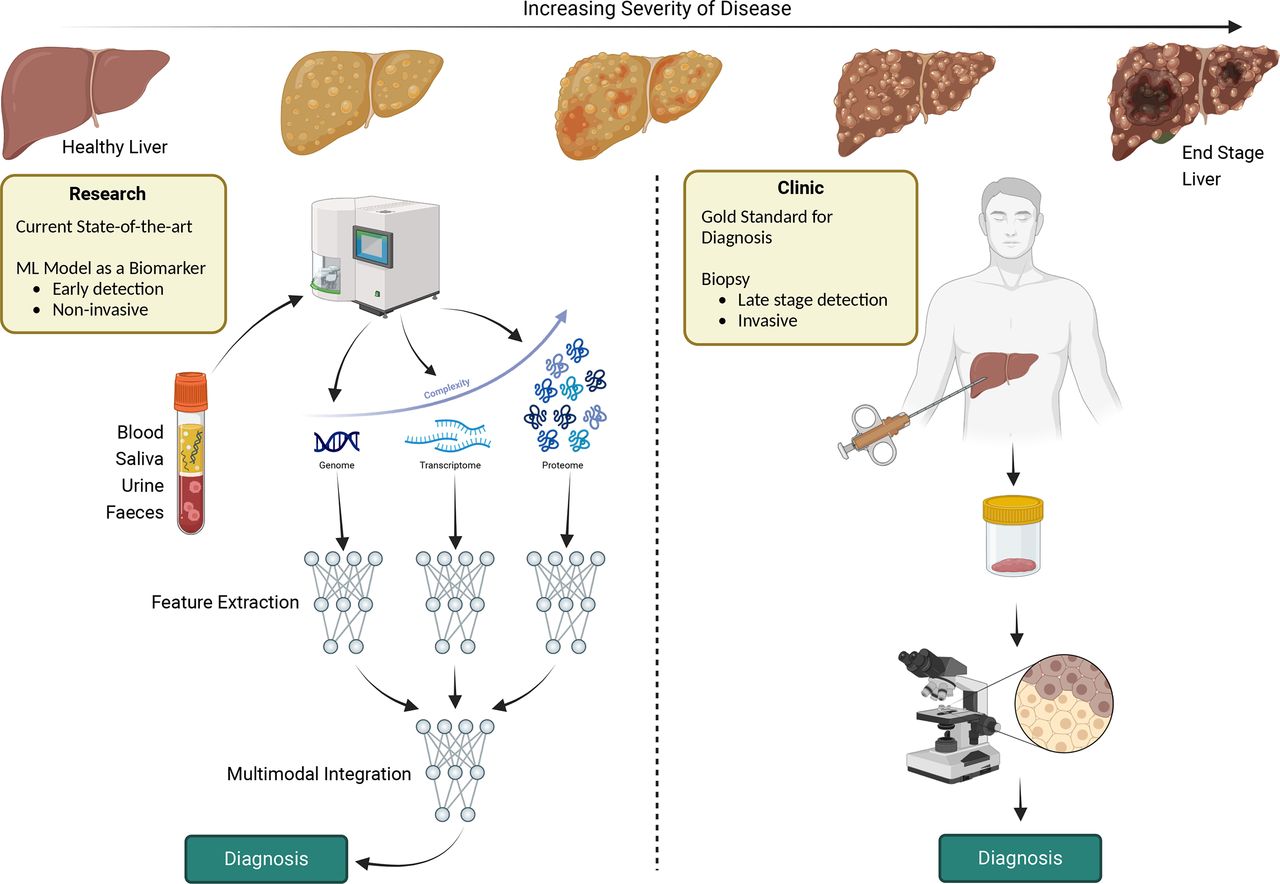 Increasing Severity of Disease
Healthy Liver
End Stage
Liver
Research
Current State-of-the-art
ML Model as a Biomarker
• Early detection
• Non-invasive
Clinic
Gold Standard for
Diagnosis
Biopsy
• Late stage detection
• Invasive
Complexity
Blood
Saliva
Urine
Faeces
Genome
Transcriptome
Proteome
Feature Extraction
Multimodal Integration
Diagnosis
Diagnosis